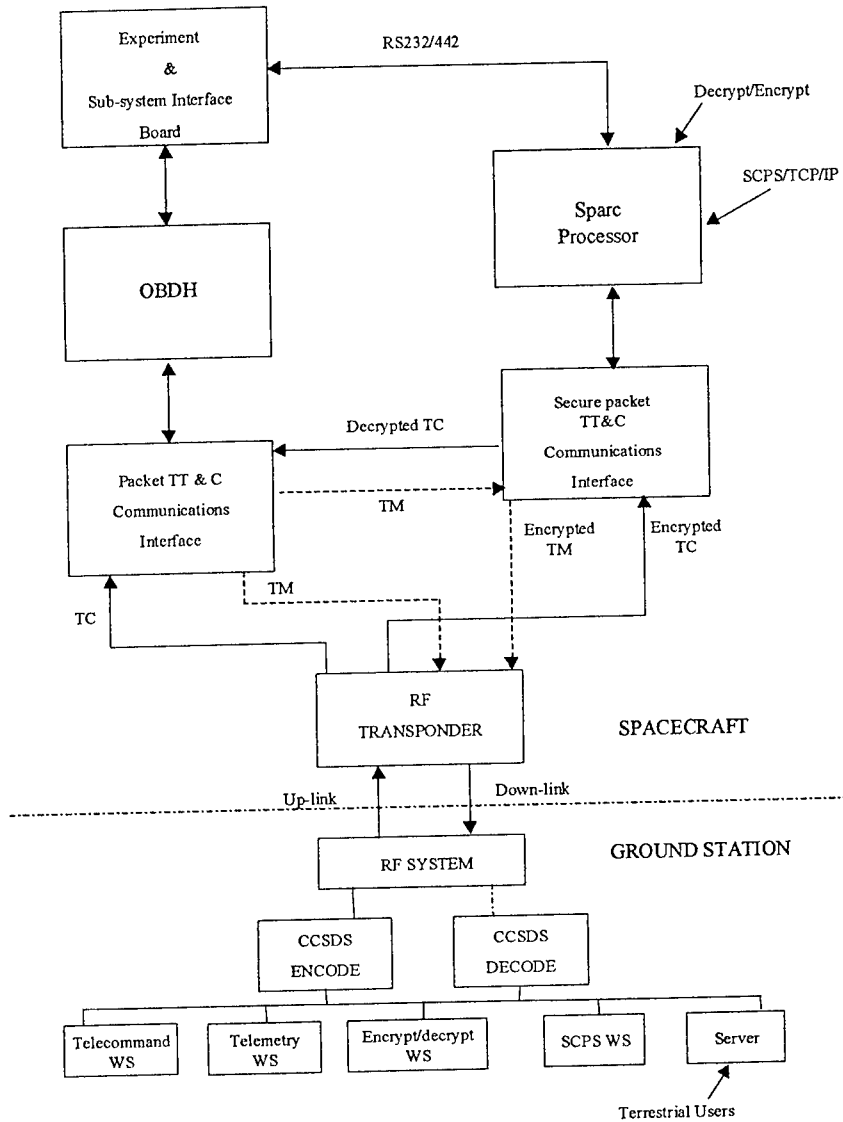 Experiment
&
Sub-system Interface
Board
RS232/442
Decrypt/Encrypt
SCPS/TCP/IP
Sparc
Processor
OBDH
Secure packet
TT&C
Communications
Interface
Decrypted TC
Packet TT & C
Communications
Interface
TM
Encrypted
TM
Encrypted
TC
TM
TC
RF
TRANSPONDER
SPACECRAFT
Up-link
Down-link
RF SYSTEM
GROUND STATION
CCSDS
ENCODE
CCSDS
DECODE
Telecommand
WS
Telemetry
WS
Encrypt/decrypt
WS
SCPS WS
Server
Terrestrial Users